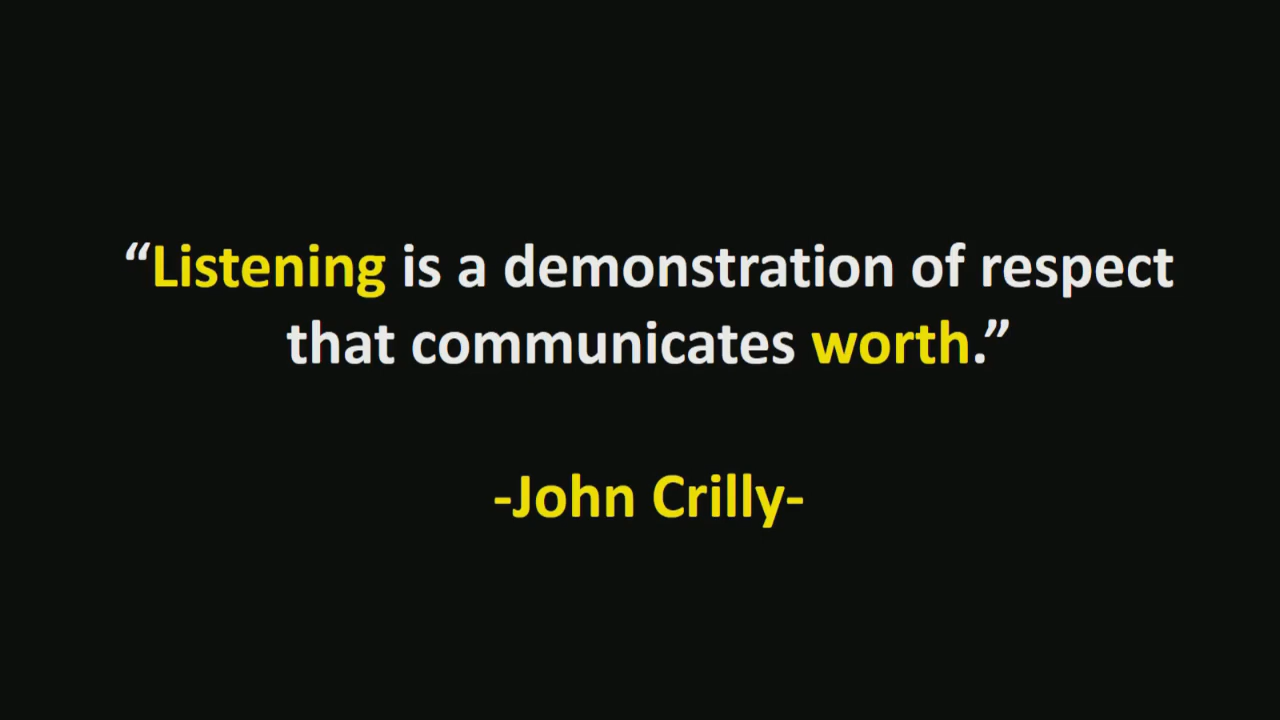 “Listening is a demonstration of respect
that communicates worth.”
-John Crilly-